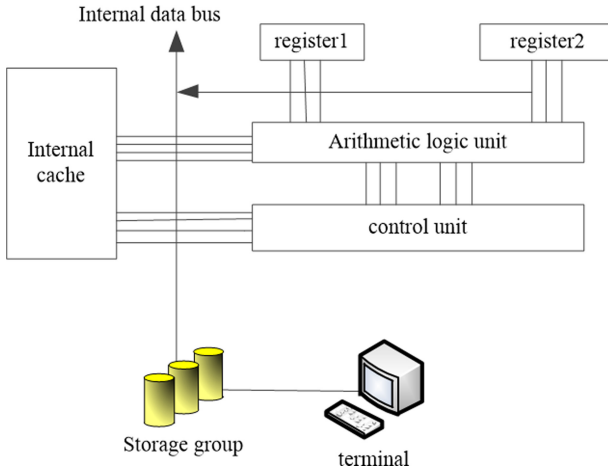 Internal data bus
register1
register2
Internal
cache
Arithmetic logic unit
control unit
Storage group
terminal